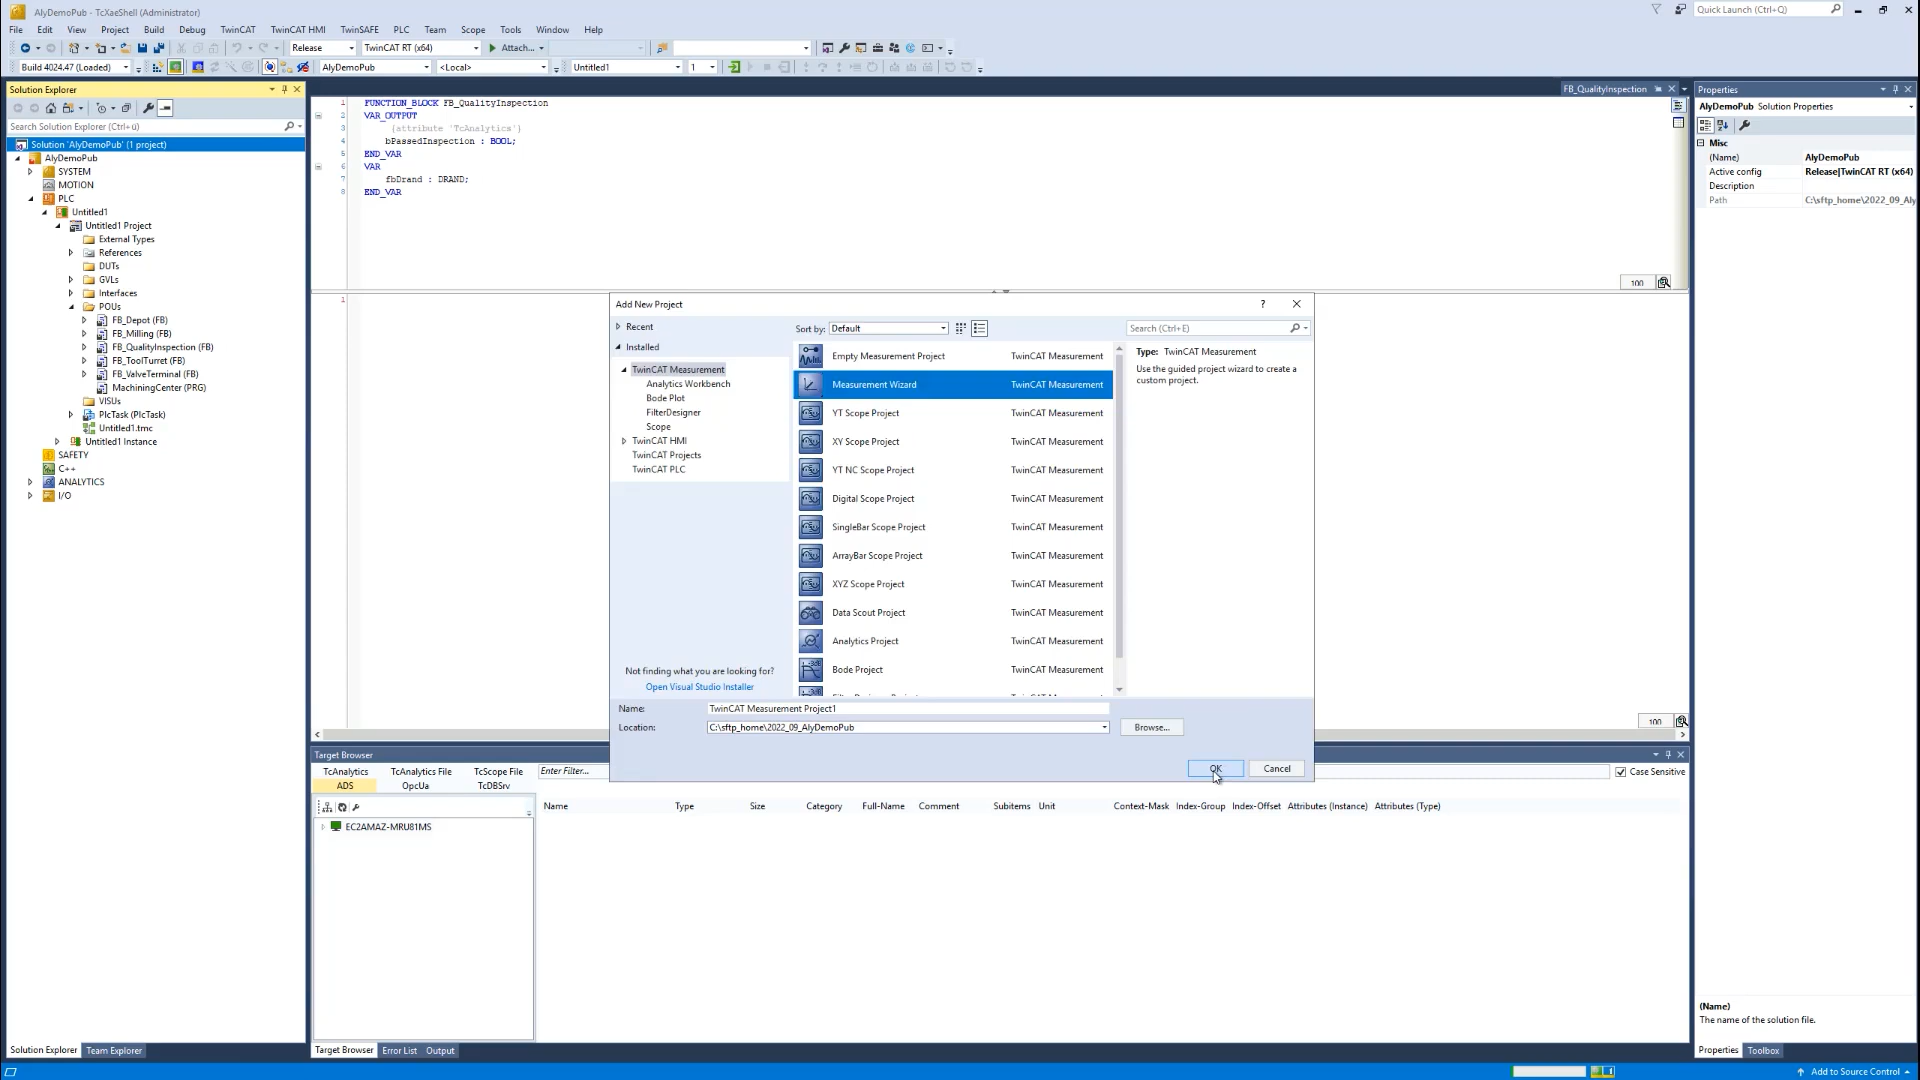 AlyDemoPub - TcXaeShell (Administrator)
Quick Launch (Ctrl+Q)
File Edit View Project Build Debug TwinCAT TwinCAT HMI TwinSAFE PLC Team Scope Tools Window Help
Release TwinCAT RT (x64) Attach...
Build 4024.47 (Loaded) AlyDemoPub <Local> Untitled1 1
Solution Explorer
Search Solution Explorer (Ctrl+ü)
Solution 'AlyDemoPub' (1 project)
AlyDemoPub
SYSTEM
MOTION
PLC
Untitled1
Untitled1 Project
External Types
References
DUTs
GVLs
Interfaces
POUs
FB_Depot (FB)
FB_Milling (FB)
FB_QualityInspection (FB)
FB_ToolTurret (FB)
FB_ValveTerminal (FB)
MachiningCenter (PRG)
VISUs
PlcTask (PlcTask)
Untitled1.tmc
Untitled1 Instance
SAFETY
C++
ANALYTICS
I/O
Solution Explorer Team Explorer
FB_QualityInspection
1 FUNCTION_BLOCK FB_QualityInspection
2 VAR_OUTPUT
3 {attribute 'TcAnalytics'}
4 bPassedInspection : BOOL;
5 END_VAR
6 VAR
7 fbDrand : DRAND;
8 END_VAR
100
1
100
Add New Project
?
Recent
Installed
TwinCAT Measurement
Analytics Workbench
Bode Plot
FilterDesigner
Scope
TwinCAT HMI
TwinCAT Projects
TwinCAT PLC
Not finding what you are looking for?
Open Visual Studio Installer
Sort by: Default
Search (Ctrl+E)
Empty Measurement Project TwinCAT Measurement
Measurement Wizard TwinCAT Measurement
YT Scope Project TwinCAT Measurement
XY Scope Project TwinCAT Measurement
YT NC Scope Project TwinCAT Measurement
Digital Scope Project TwinCAT Measurement
SingleBar Scope Project TwinCAT Measurement
ArrayBar Scope Project TwinCAT Measurement
XYZ Scope Project TwinCAT Measurement
Data Scout Project TwinCAT Measurement
Analytics Project TwinCAT Measurement
Bode Project TwinCAT Measurement
Type: TwinCAT Measurement
Use the guided project wizard to create a
custom project.
Name: TwinCAT Measurement Project1
Location: C:\sftp_home\2022_09_AlyDemoPub
Browse...
OK Cancel
Target Browser
TcAnalytics TcAnalytics File TcScope File
ADS OpcUa TcDBSrv
Enter Filter...
Case Sensitive
EC2AMAZ-MRU81MS
Name Type Size Category Full-Name Comment Subitems Unit Context-Mask Index-Group Index-Offset Attributes (Instance) Attributes (Type)
Target Browser Error List Output
Properties
AlyDemoPub Solution Properties
Misc
(Name) AlyDemoPub
Active config Release|TwinCAT RT (x64)
Description
Path C:\sftp_home\2022_09_Aly
(Name)
The name of the solution file.
Properties Toolbox
Add to Source Control